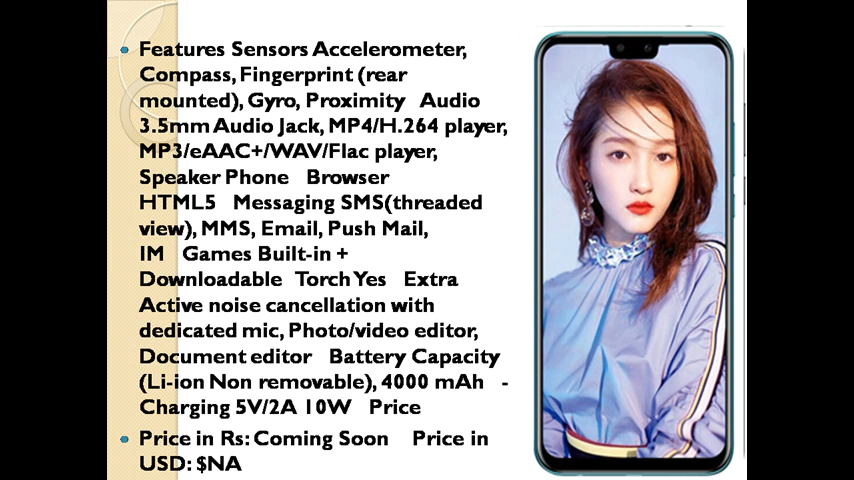 Features Sensors Accelerometer,
Compass, Fingerprint (rear
mounted), Gyro, Proximity Audio
3.5mm Audio Jack, MP4/H.264 player,
MP3/eAAC+/WAV/Flac player,
Speaker Phone Browser
HTML5 Messaging SMS(threaded
view), MMS, Email, Push Mail,
IM Games Built-in +
Downloadable Torch Yes Extra
Active noise cancellation with
dedicated mic, Photo/video editor,
Document editor Battery Capacity
(Li-ion Non removable), 4000 mAh -
Charging 5V/2A 10W Price
Price in Rs: Coming Soon Price in
USD: $NA